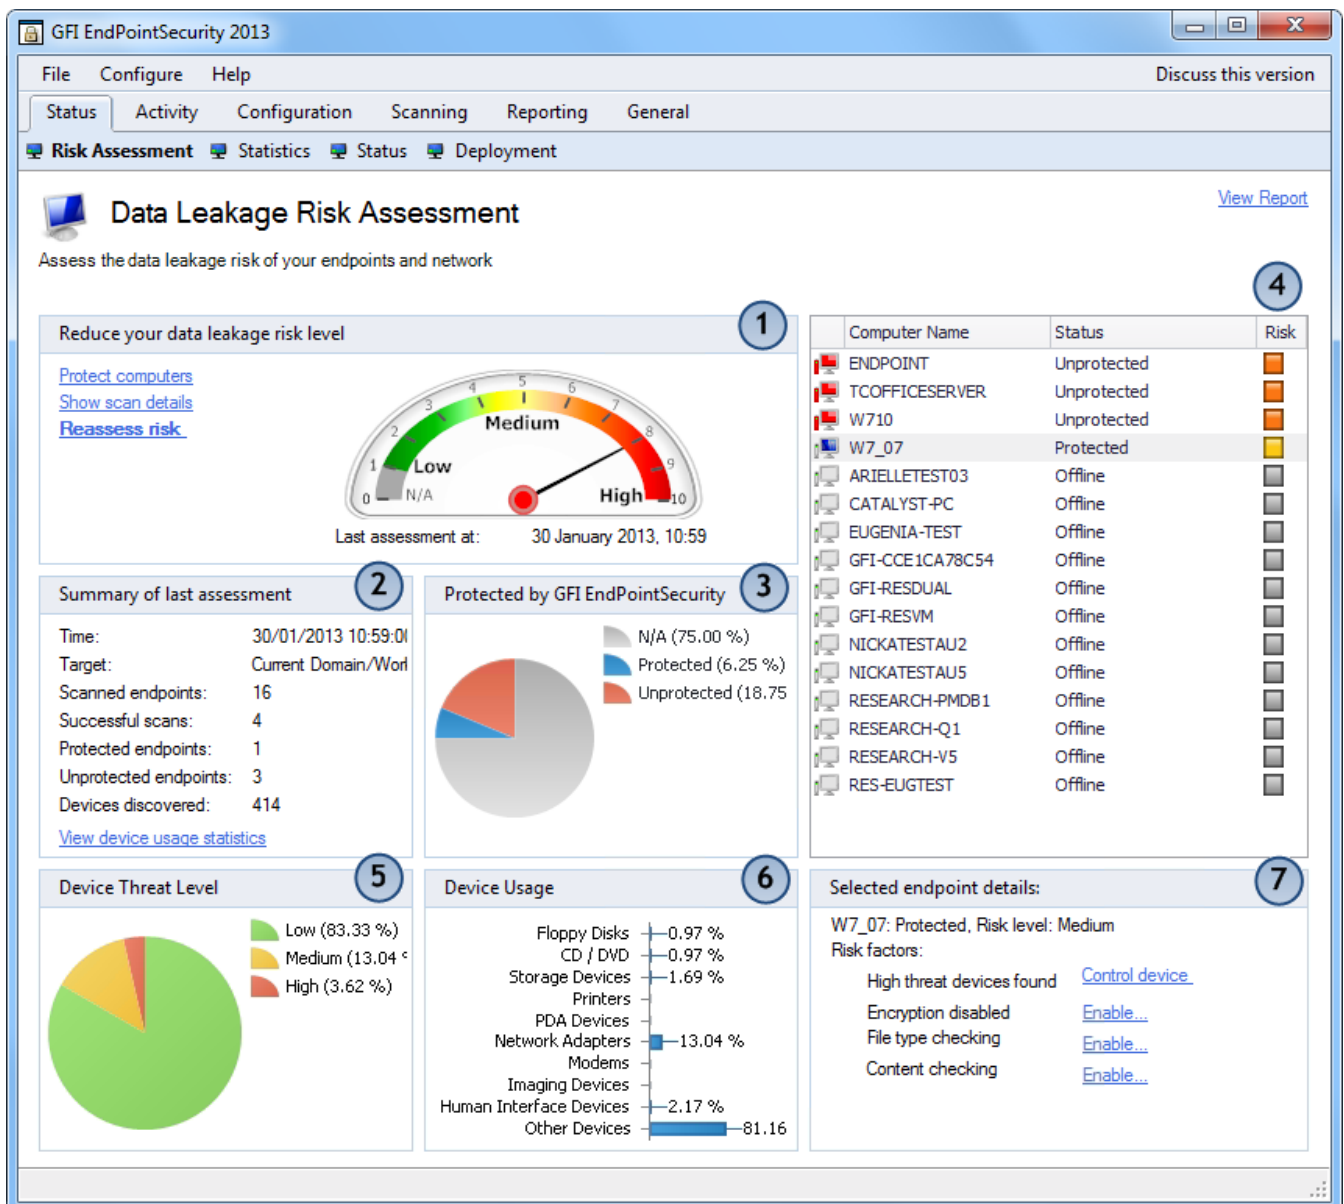 GFI EndPointSecurity 2013
File Configure Help Discuss this version
Status Activity Configuration Scanning Reporting General
Risk Assessment Statistics Status Deployment
Data Leakage Risk Assessment
View Report
Assess the data leakage risk of your endpoints and network
Reduce your data leakage risk level
1
Protect computers
Show scan details
Reassess risk
0 1 2 3 4 5 6 7 8 9 10
N/A Low Medium High
Last assessment at: 30 January 2013, 10:59
4
Computer Name Status Risk
ENDPOINT Unprotected
TCOFFICESERVER Unprotected
W710 Unprotected
W7_07 Protected
ARIELLETEST03 Offline
CATALYST-PC Offline
EUGENIA-TEST Offline
GFI-CCE1CA78C54 Offline
GFI-RESDUAL Offline
GFI-RESVM Offline
NICKATESTAU2 Offline
NICKATESTAU5 Offline
RESEARCH-PMDB1 Offline
RESEARCH-Q1 Offline
RESEARCH-V5 Offline
RES-EUGTEST Offline
Summary of last assessment
2
Time: 30/01/2013 10:59:0
Target: Current Domain/Worl
Scanned endpoints: 16
Successful scans: 4
Protected endpoints: 1
Unprotected endpoints: 3
Devices discovered: 414
View device usage statistics
Protected by GFI EndPointSecurity
3
N/A (75.00 %)
Protected (6.25 %)
Unprotected (18.75
Device Threat Level
5
Low (83.33 %)
Medium (13.04
High (3.62 %)
Device Usage
6
Floppy Disks 0.97 %
CD / DVD 0.97 %
Storage Devices 1.69 %
Printers
PDA Devices
Network Adapters 13.04 %
Modems
Imaging Devices
Human Interface Devices 2.17 %
Other Devices 81.16
Selected endpoint details:
7
W7_07: Protected, Risk level: Medium
Risk factors:
High threat devices found Control device
Encryption disabled Enable...
File type checking Enable...
Content checking Enable...